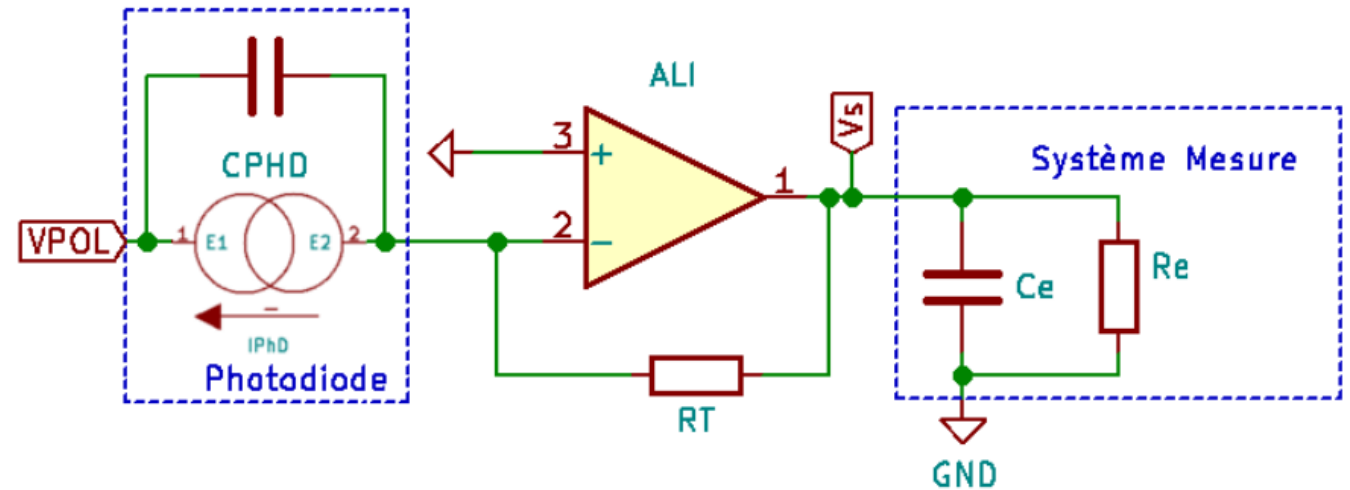 ALI
CPHD
VPOL
1
E1
E2
2
-
IPhD
Photodiode
3
+
2
-
1
Vs
RT
Système Mesure
Ce
Re
GND